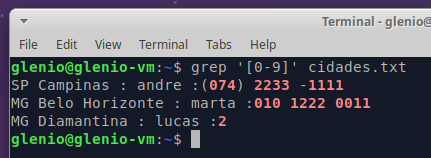 Terminal - glenio@
File Edit View Terminal Tabs Help
glenio@glenio-vm:~$ grep '[0-9]' cidades.txt
SP Campinas : andre :(074) 2233 -1111
MG Belo Horizonte : marta :010 1222 0011
MG Diamantina : lucas :2
glenio@glenio-vm:~$